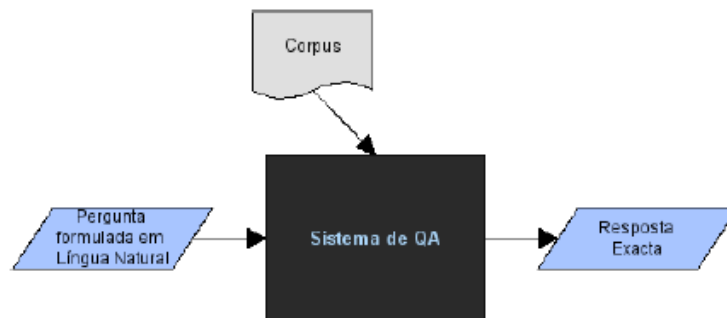 Corpus
Pergunta
formulada em
Língua Natural
Sistema de QA
Resposta
Exacta